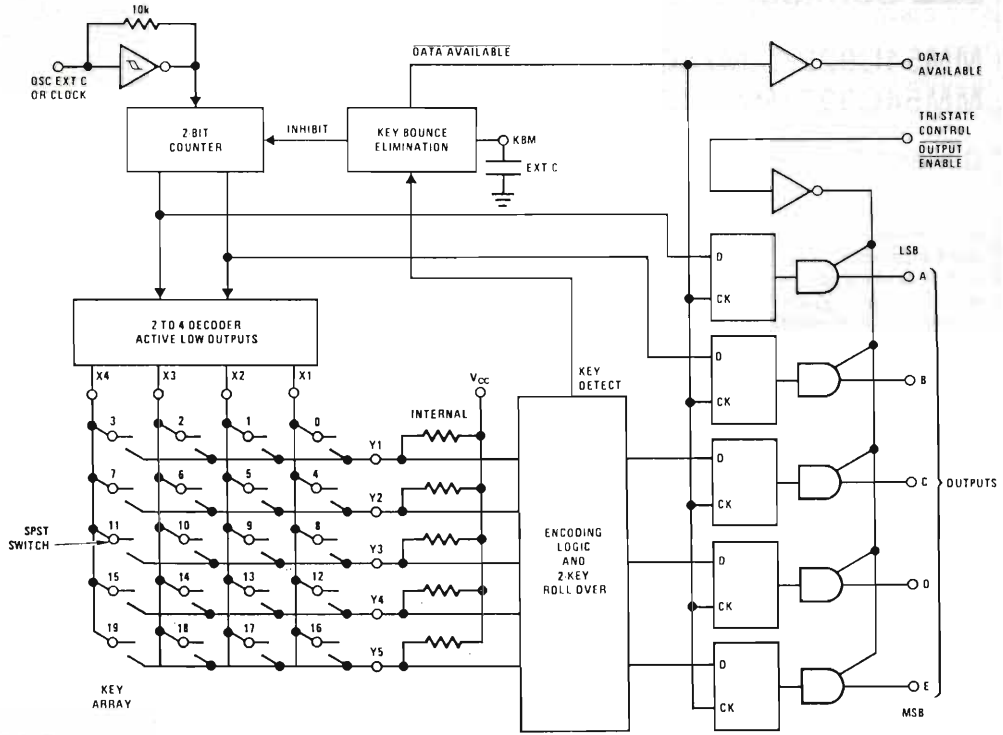 10k
OSC EXT C
OR CLOCK
2-BIT
COUNTER
INHIBIT
KEY BOUNCE
ELIMINATION
DATA AVAILABLE
KBM
EXT C
DATA
AVAILABLE
TRI STATE
CONTROL
OUTPUT
ENABLE
2 TO 4 DECODER
ACTIVE LOW OUTPUTS
X4 X3 X2 X1
VCC
INTERNAL
KEY
DETECT
3 2 1 0 Y1
7 6 5 4 Y2
11 10 9 8 Y3
15 14 13 12 Y4
19 18 17 16 Y5
SPST
SWITCH
KEY
ARRAY
ENCODING
LOGIC
AND
2-KEY
ROLL OVER
D
CK
LSB
A
D
CK
B
D
CK
C
OUTPUTS
D
CK
D
D
CK
E
MSB